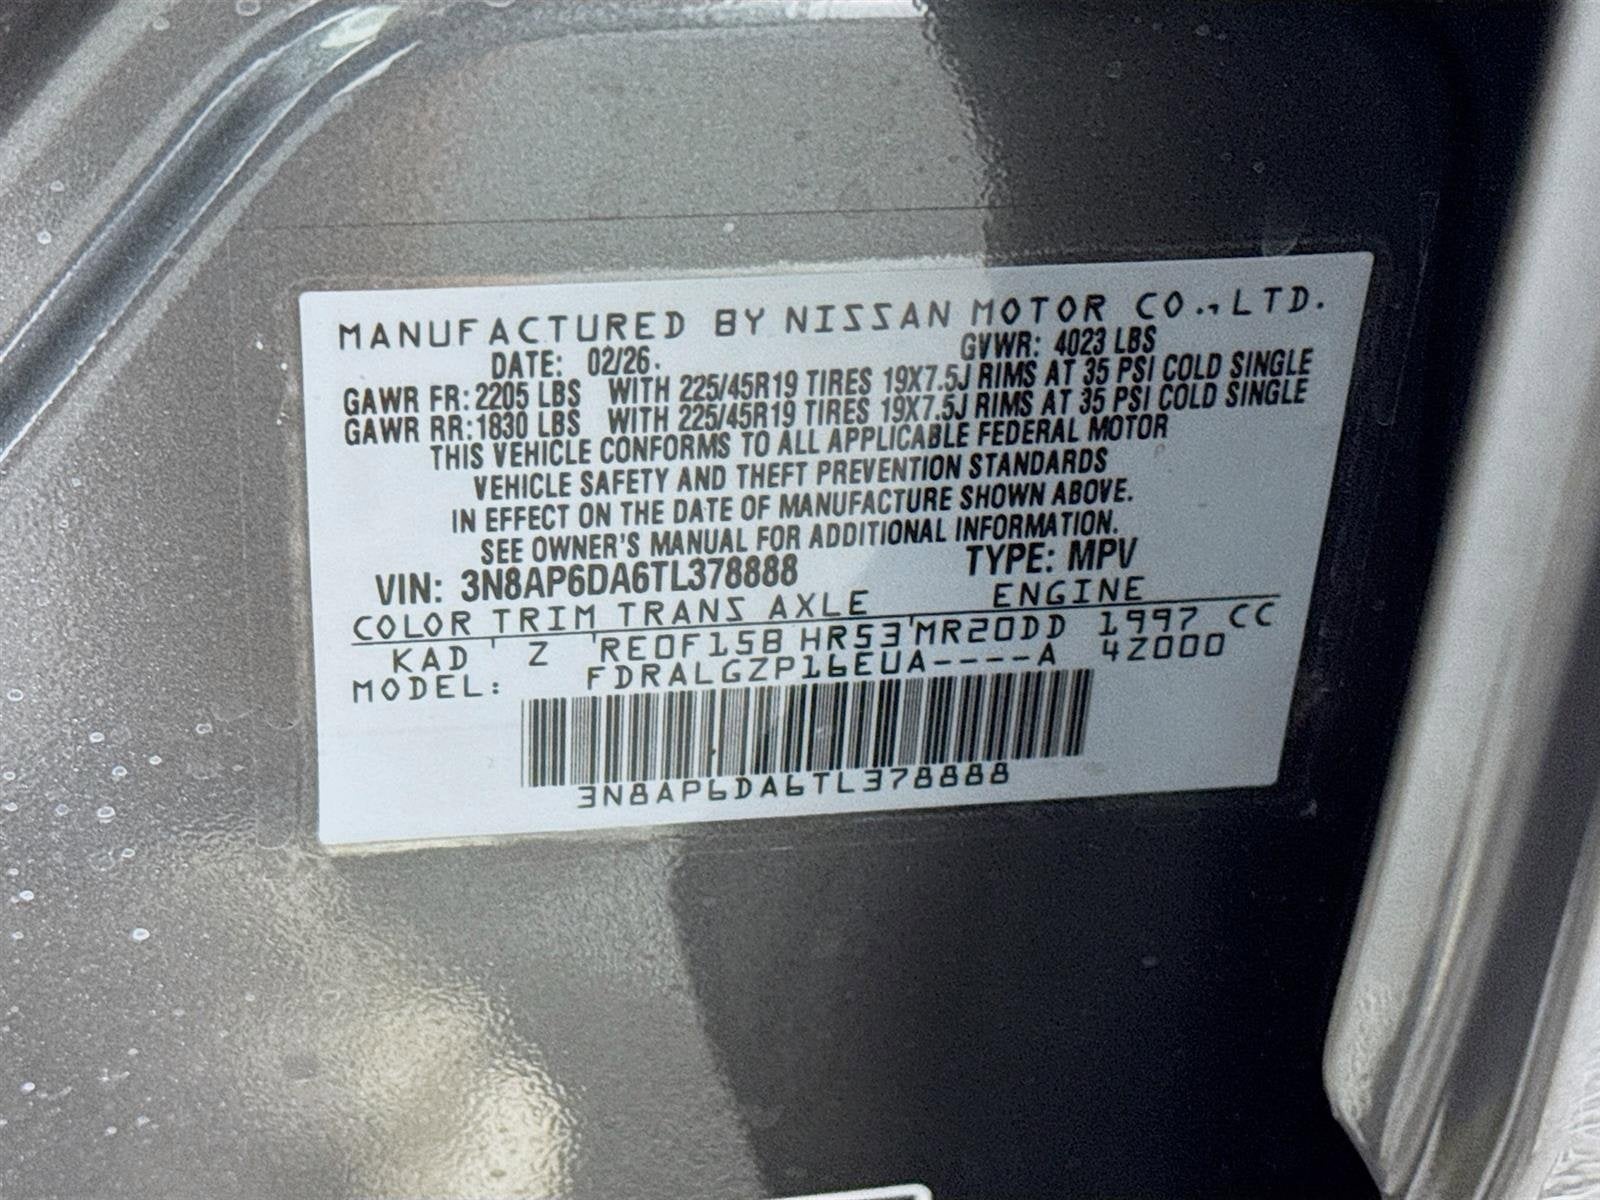 MANUFACTURED BY NISSAN MOTOR CO., LTD.
DATE: 02/26. GVWR: 4023 LBS
GAWR FR: 2205 LBS WITH 225/45R19 TIRES 19X7.5J RIMS AT 35 PSI COLD SINGLE
GAWR RR: 1830 LBS WITH 225/45R19 TIRES 19X7.5J RIMS AT 35 PSI COLD SINGLE
THIS VEHICLE CONFORMS TO ALL APPLICABLE FEDERAL MOTOR
VEHICLE SAFETY AND THEFT PREVENTION STANDARDS
IN EFFECT ON THE DATE OF MANUFACTURE SHOWN ABOVE.
SEE OWNER'S MANUAL FOR ADDITIONAL INFORMATION.
VIN: 3N8AP6DA6TL378888 TYPE: MPV
COLOR TRIM TRANS AXLE ENGINE
KAD ' Z 'RE0F15B HR53'MR20DD 1997 CC
MODEL: FDRALGZP16EUA----A 4Z000
3N8AP6DA6TL378888